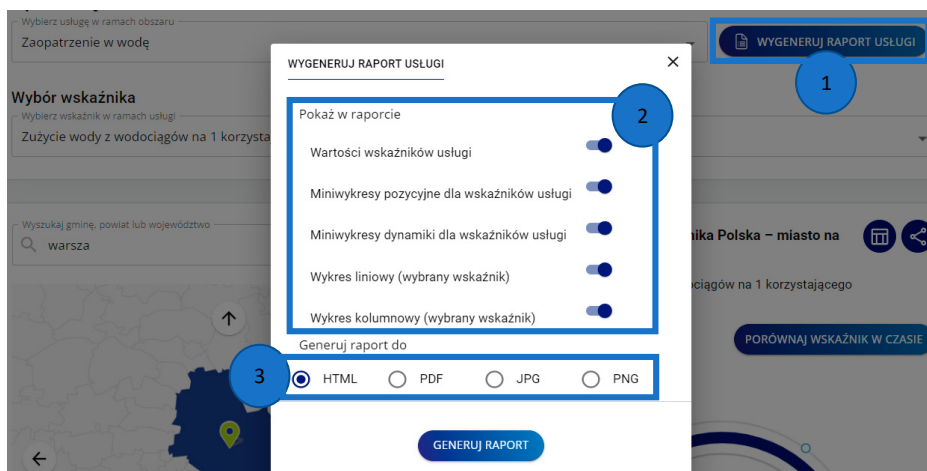 Wybierz usługę w ramach obszaru
Zaopatrzenie w wodę
WYGENERUJ RAPORT USŁUGI
1
Wybór wskaźnika
Wybierz wskaźnik w ramach usługi
Zużycie wody z wodociągów na 1 korzysta
WYGENERUJ RAPORT USŁUGI
Pokaż w raporcie
2
Wartości wskaźników usługi
Miniwykresy pozycyjne dla wskaźników usługi
Miniwykresy dynamiki dla wskaźników usługi
Wykres liniowy (wybrany wskaźnik)
Wykres kolumnowy (wybrany wskaźnik)
Generuj raport do
3
HTML
PDF
JPG
PNG
GENERUJ RAPORT
Wyszukaj gminę, powiat lub województwo
warsza
nika Polska – miasto na
ociągów na 1 korzystającego
PORÓWNAJ WSKAŹNIK W CZASIE